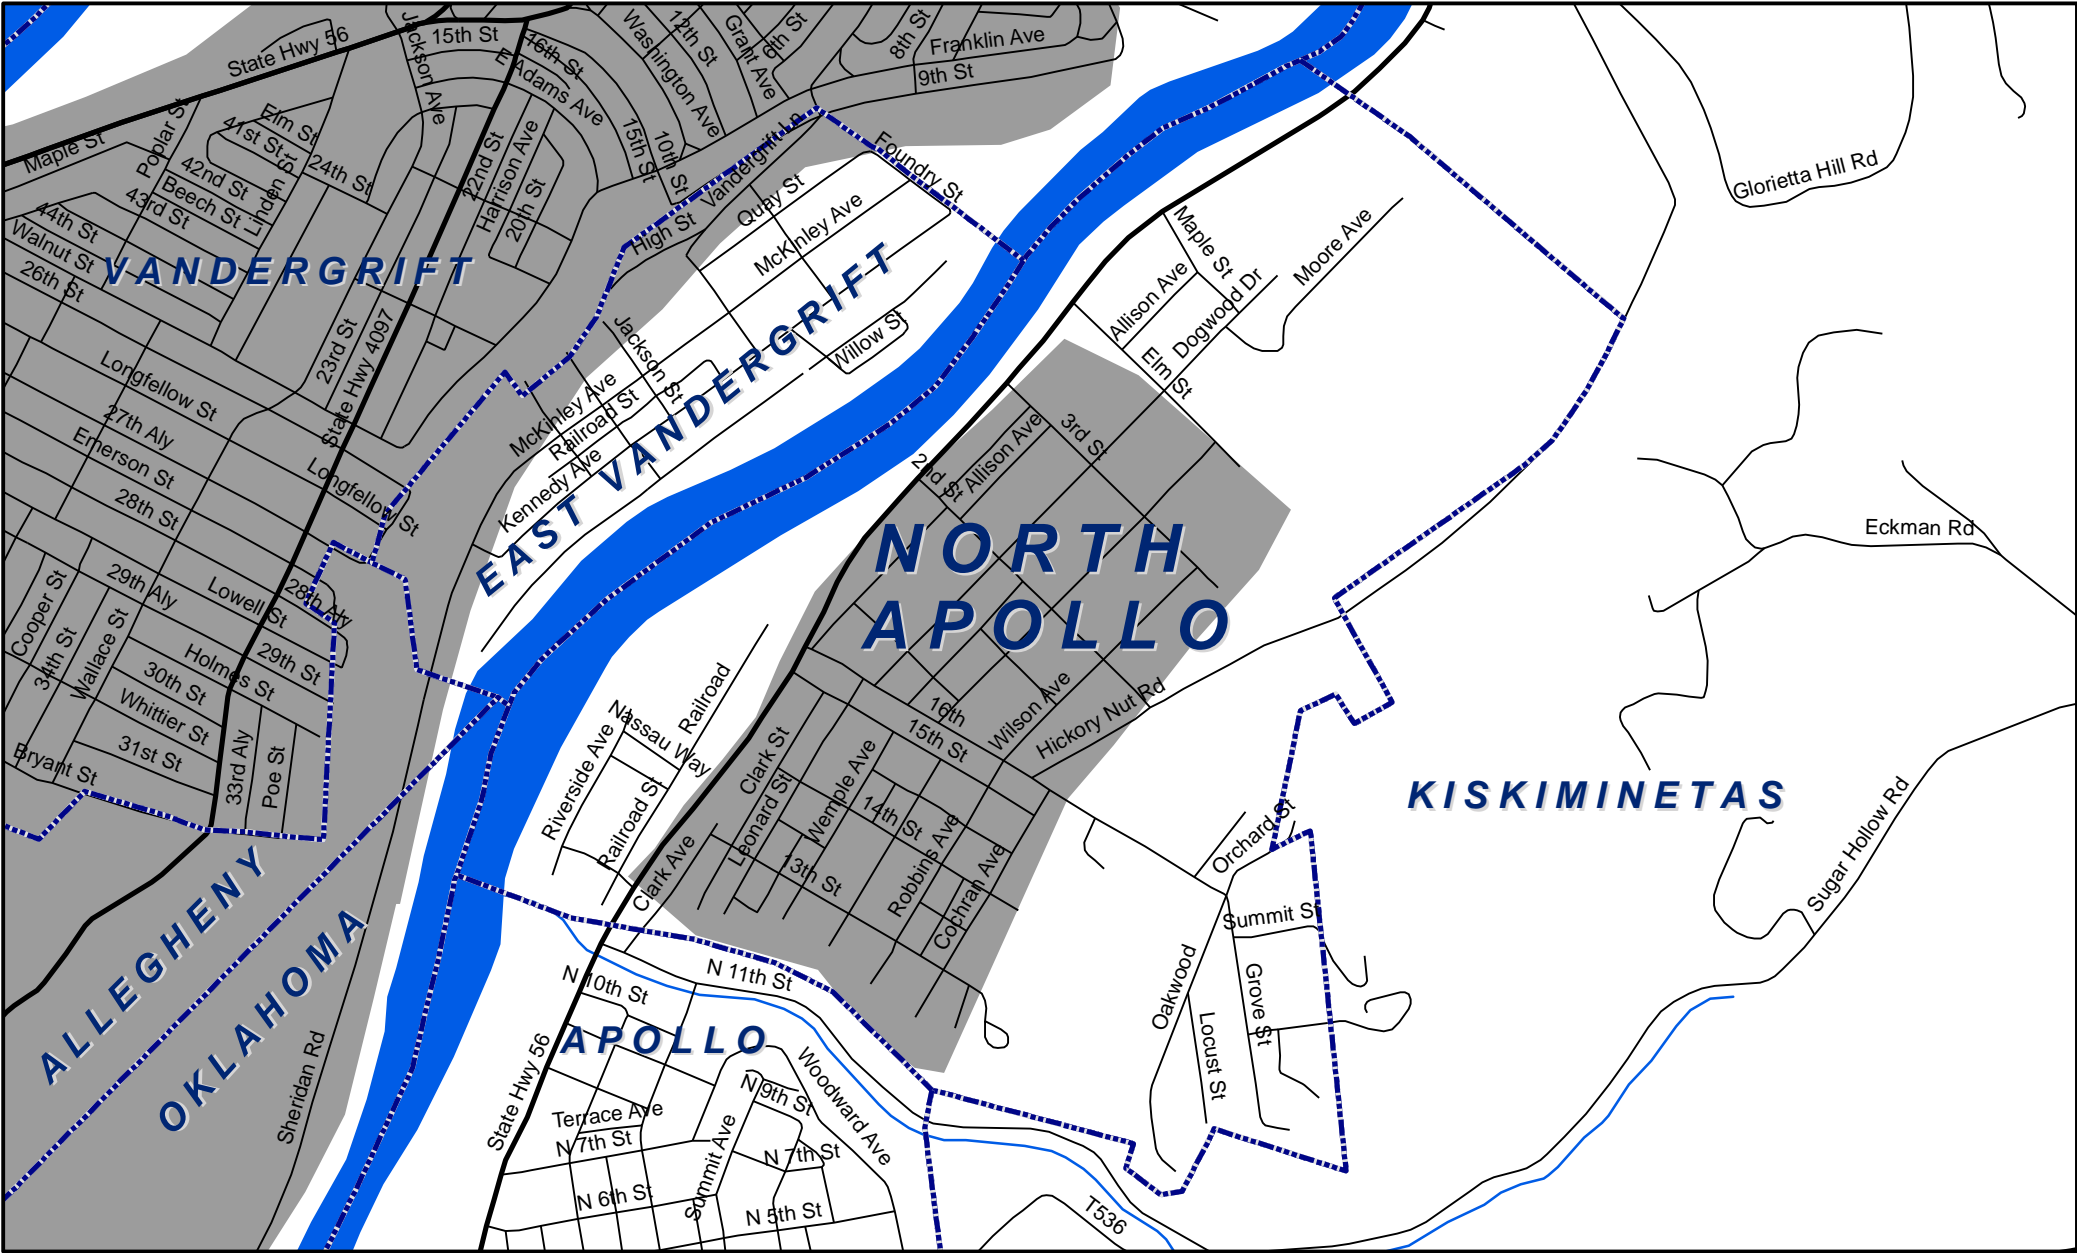 State Hwy 56
15th St
Jackson Ave
16th St
E Adams Ave
Washington Ave
12th St
Grant Ave
6th St
8th St
Franklin Ave
9th St
Maple St
Poplar St
Elm St
41st St
24th St
42nd St
Beech St
43rd St
Linden St
44th St
Walnut St
26th St
22nd St
Harrison Ave
20th St
15th St
10th St
Vandergrift Ln
High St
Quay St
McKinley Ave
Foundry St
VANDERGRIFT
23rd St
State Hwy 4097
Longfellow St
27th Aly
Emerson St
28th St
Longfellow St
Jackson St
McKinley Ave
Railroad St
Kennedy Ave
Willow St
EAST VANDERGRIFT
Glorietta Hill Rd
Maple St
Moore Ave
Allison Ave
Dogwood Dr
Elm St
3rd St
Allison Ave
2nd St
NORTH
APOLLO
Eckman Rd
Cooper St
34th St
Wallace St
29th Aly
Lowell St
28th Aly
29th St
Holmes St
30th St
Whittier St
31st St
Bryant St
33rd Aly
Poe St
Railroad
Nassau Way
Riverside Ave
Railroad St
Clark Ave
Clark St
Leonard St
Wemple Ave
16th
15th St
14th St
13th St
Wilson Ave
Hickory Nut Rd
Robbins Ave
Cochran Ave
Orchard St
Summit St
Oakwood
Grove St
Locust St
KISKIMINETAS
Sugar Hollow Rd
ALLEGHENY
OKLAHOMA
Sheridan Rd
N 11th St
N 10th St
APOLLO
State Hwy 56
Woodward Ave
N 9th St
Terrace Ave
N 7th St
Summit Ave
N 7th St
N 6th St
N 5th St
T536